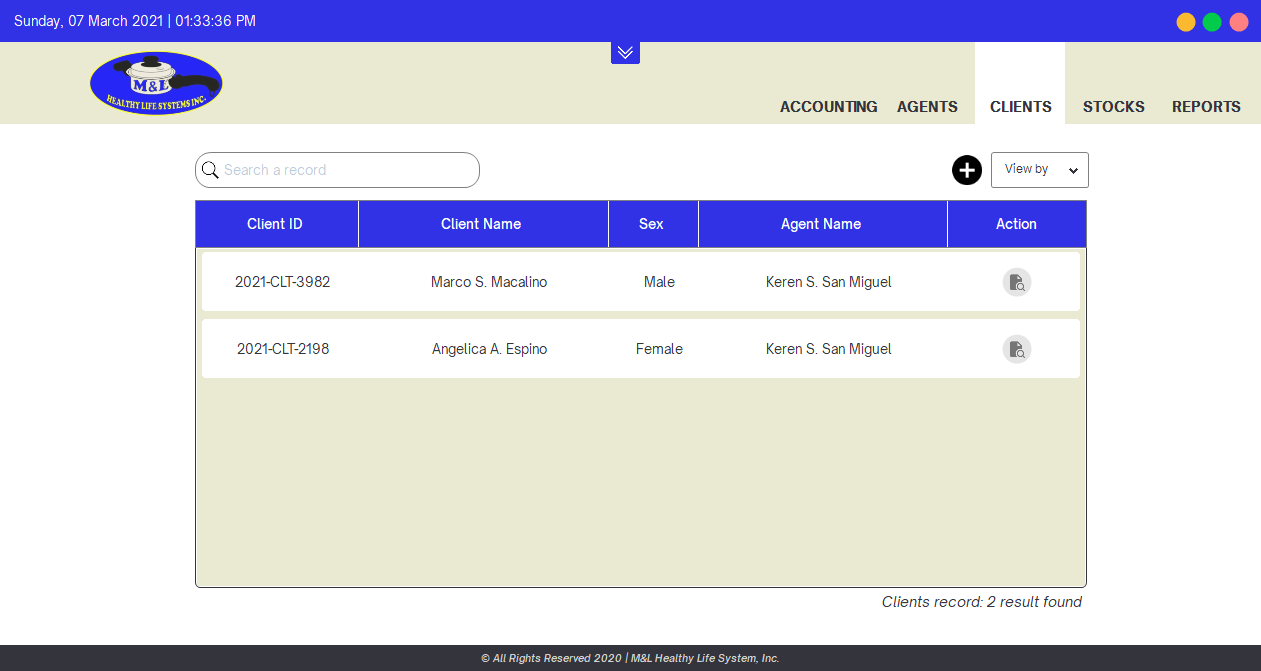 Sunday, 07 March 2021 | 01:33:36 PM
M&L
HEALTHY LIFE SYSTEMS INC.
ACCOUNTING AGENTS CLIENTS STOCKS REPORTS
Search a record
View by
Client ID Client Name Sex Agent Name Action
2021-CLT-3982 Marco S. Macalino Male Keren S. San Miguel
2021-CLT-2198 Angelica A. Espino Female Keren S. San Miguel
Clients record: 2 result found
© All Rights Reserved 2020 | M&L Healthy Life System, Inc.